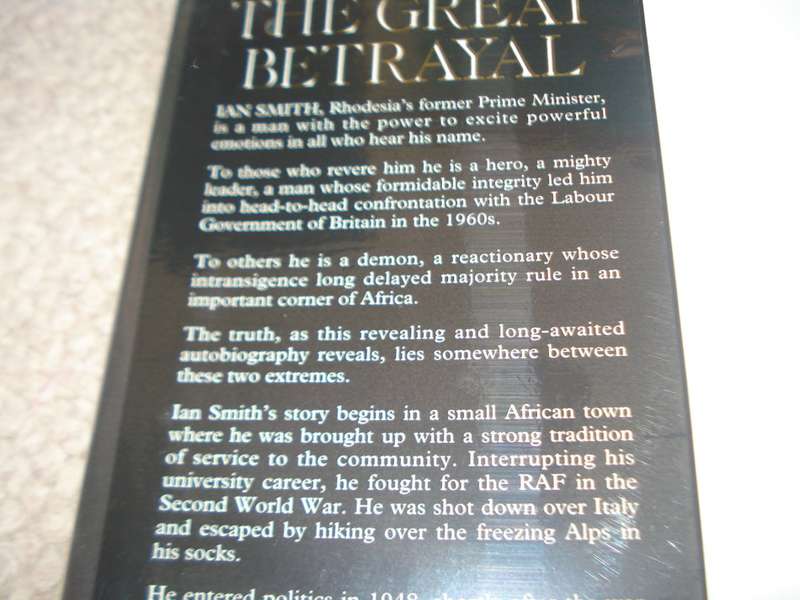 THE GREAT
BETRAYAL
IAN SMITH, Rhodesia's former Prime Minister,
is a man with the power to excite powerful
emotions in all who hear his name.
To those who revere him he is a hero, a mighty
leader, a man whose formidable integrity led him
into head-to-head confrontation with the Labour
Government of Britain in the 1960s.
To others he is a demon, a reactionary whose
intransigence long delayed majority rule in an
important corner of Africa.
The truth, as this revealing and long-awaited
autobiography reveals, lies somewhere between
these two extremes.
Ian Smith's story begins in a small African town
where he was brought up with a strong tradition
of service to the community. Interrupting his
university career, he fought for the RAF in the
Second World War. He was shot down over Italy
and escaped by hiking over the freezing Alps in
his socks.
He entered politics in 1948, shortly after the war